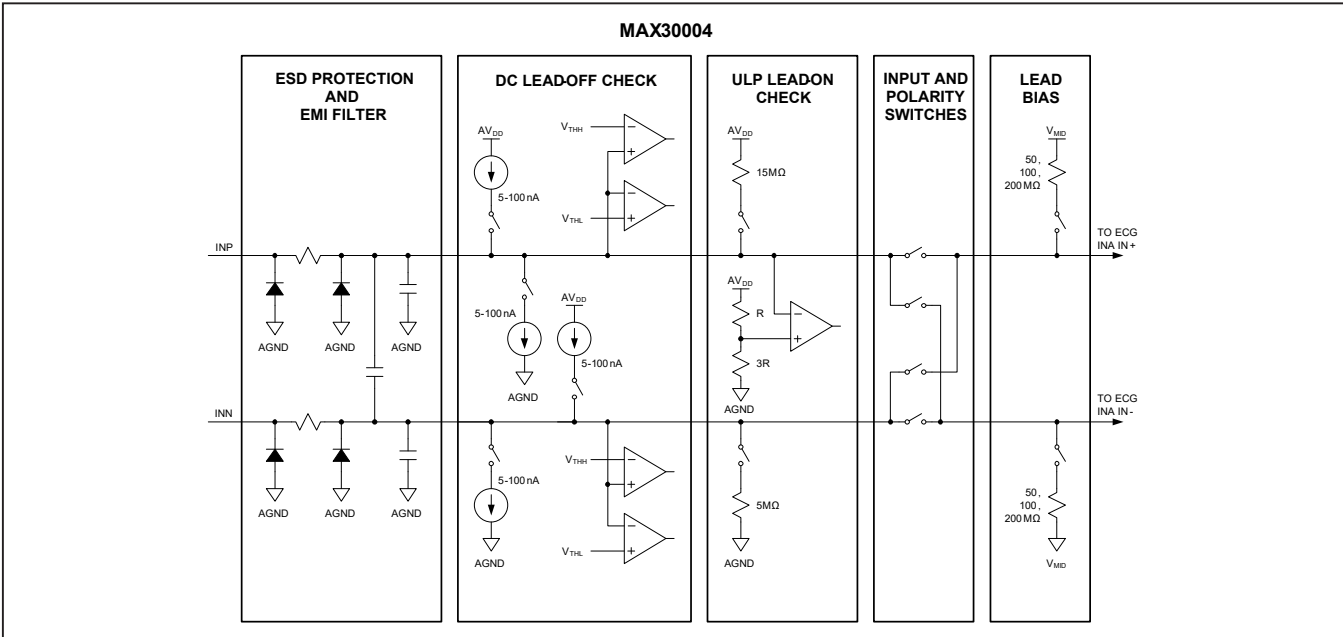 MAX30004
ESD PROTECTION
AND
EMI FILTER
DC LEAD-OFF CHECK
ULP LEAD-ON
CHECK
INPUT AND
POLARITY
SWITCHES
LEAD
BIAS
AVDD
5-100nA
VTHH
VTHL
AVDD
15MΩ
VMID
50,
100,
200MΩ
INP
TO ECG
INA IN+
AGND
AGND
AGND
5-100nA
AGND
AVDD
5-100nA
AVDD
R
3R
AGND
INN
TO ECG
INA IN-
AGND
AGND
AGND
5-100nA
AGND
VTHH
VTHL
5MΩ
AGND
50,
100,
200MΩ
VMID